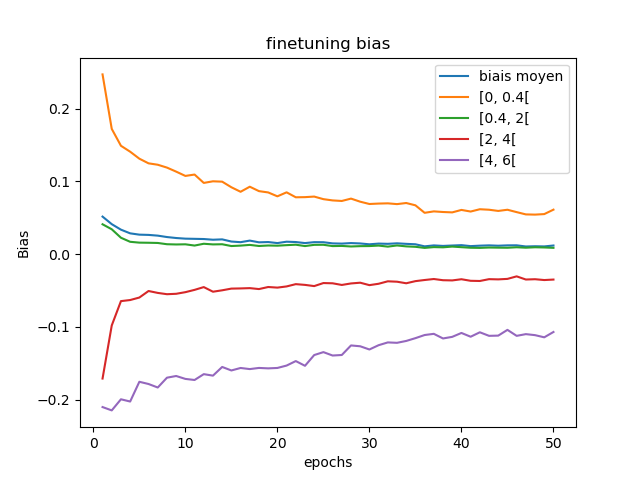 finetuning bias
biais moyen
[0, 0.4[
[0.4, 2[
[2, 4[
[4, 6[
Bias
0.2
0.1
0.0
−0.1
−0.2
0 10 20 30 40 50
epochs